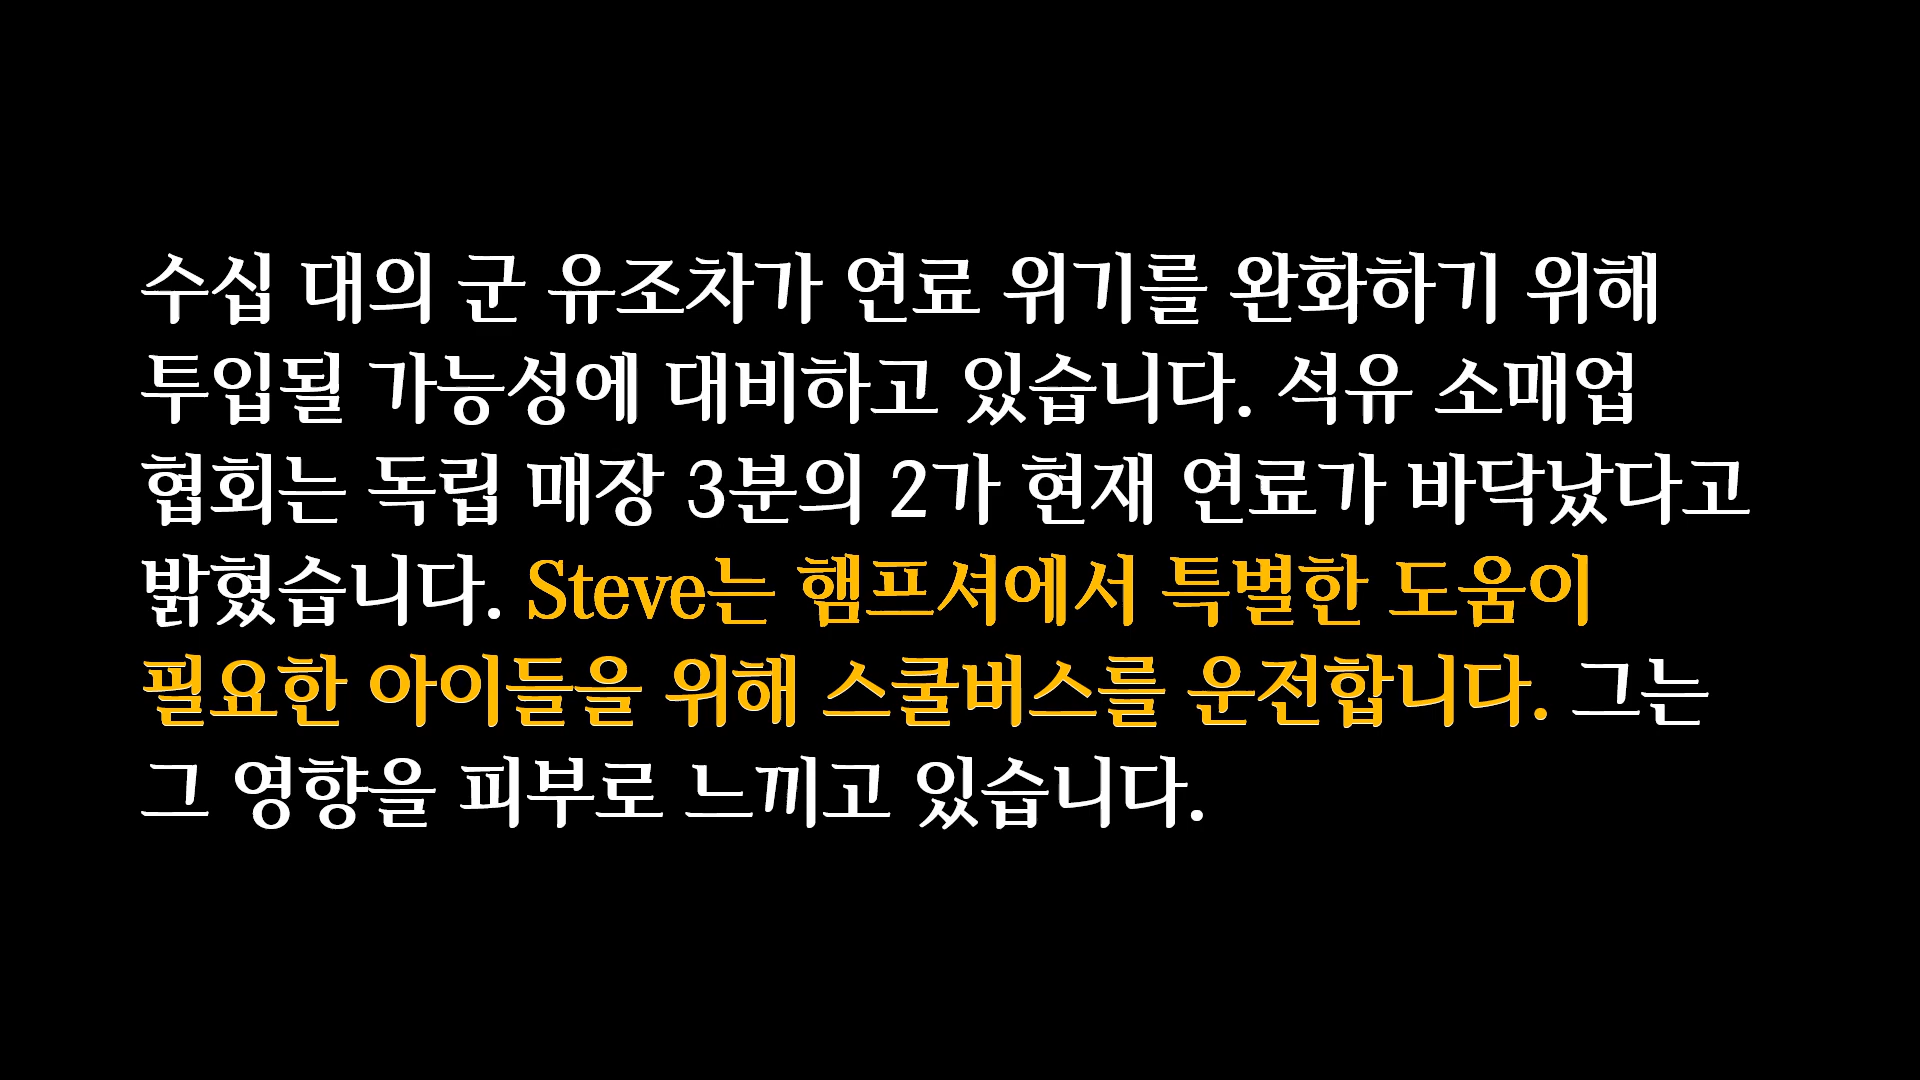 수십 대의 군 유조차가 연료 위기를 완화하기 위해
투입될 가능성에 대비하고 있습니다. 석유 소매업
협회는 독립 매장 3분의 2가 현재 연료가 바닥났다고
밝혔습니다. Steve는 햄프셔에서 특별한 도움이
필요한 아이들을 위해 스쿨버스를 운전합니다. 그는
그 영향을 피부로 느끼고 있습니다.